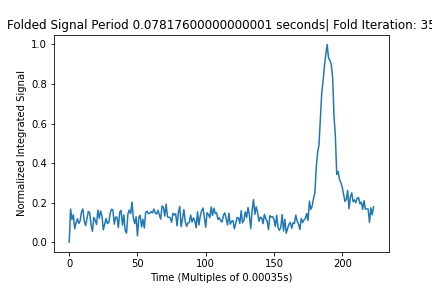 Folded Signal Period 0.07817600000000001 seconds| Fold Iteration: 35
1.0
0.8
0.6
0.4
0.2
0.0
Normalized Integrated Signal
0 50 100 150 200
Time (Multiples of 0.00035s)